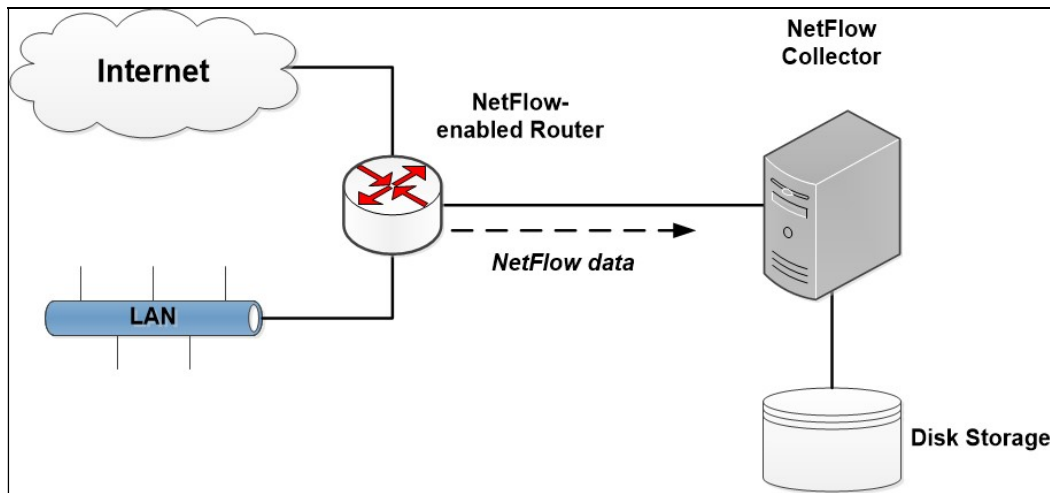 Internet
NetFlow
Collector
NetFlow-
enabled Router
NetFlow data
LAN
Disk Storage